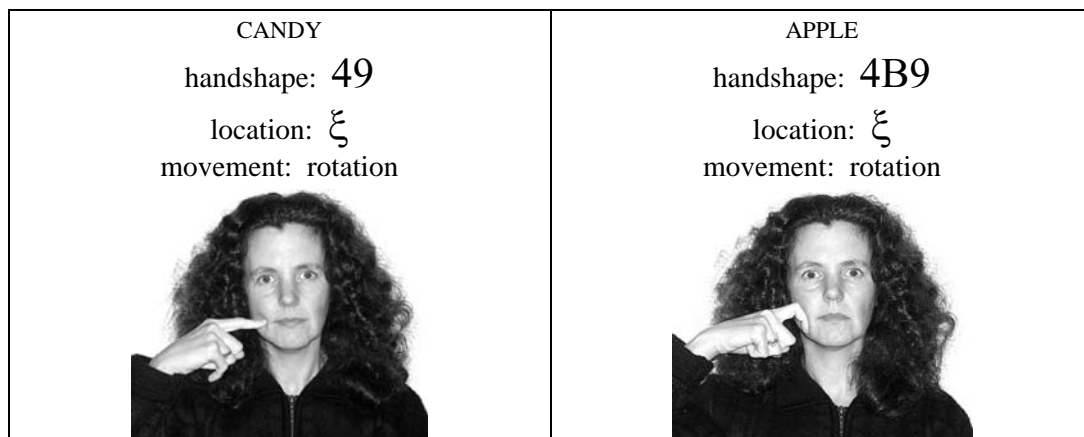 CANDY
handshape: 49
location: ξ
movement: rotation
APPLE
handshape: 4B9
location: ξ
movement: rotation